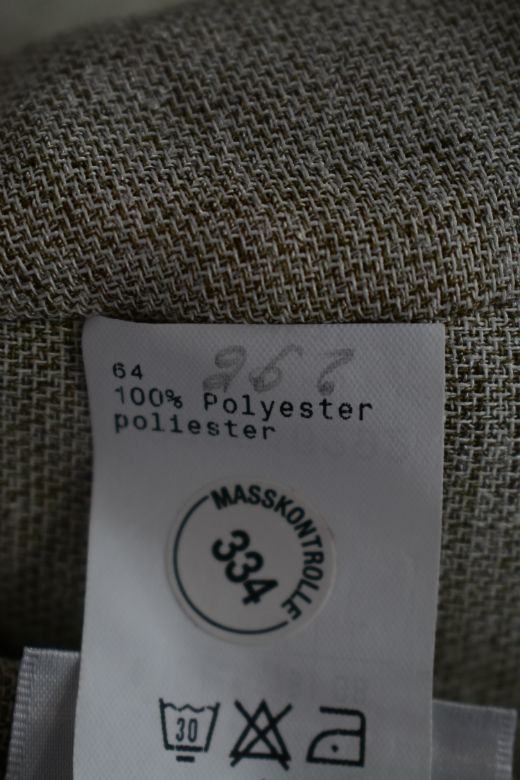 64
100% Polyester
poliester
MASSKONTROLLE
334
30